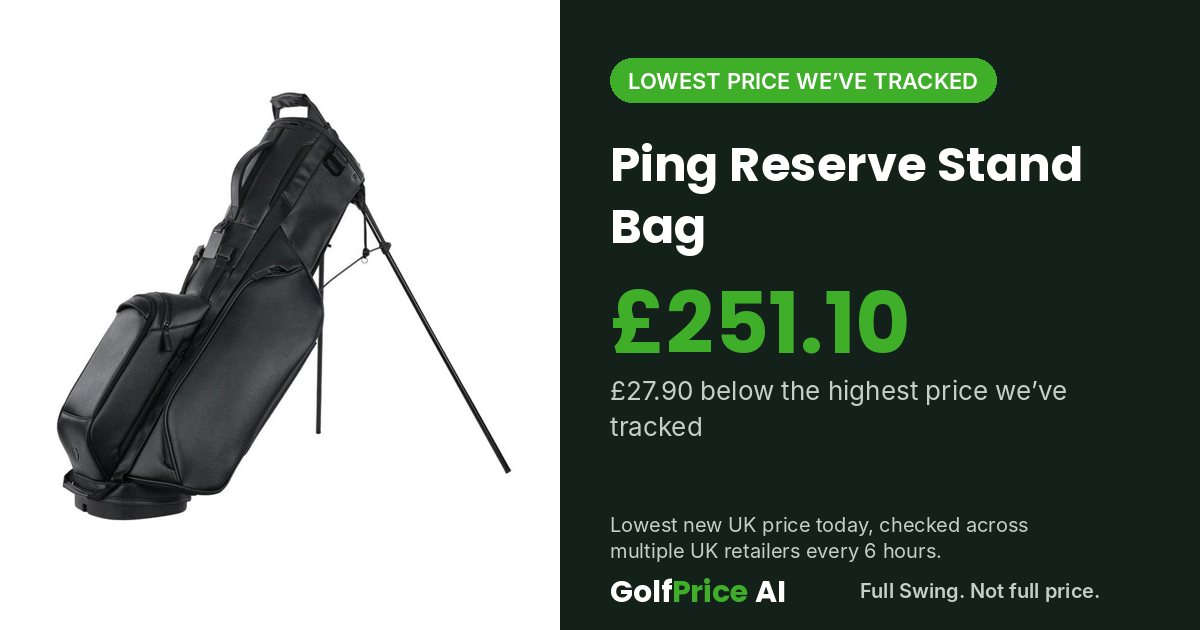 LOWEST PRICE WE’VE TRACKED
Ping Reserve Stand
Bag
£251.10
£27.90 below the highest price we’ve
tracked
Lowest new UK price today, checked across
multiple UK retailers every 6 hours.
GolfPrice AI
Full Swing. Not full price.